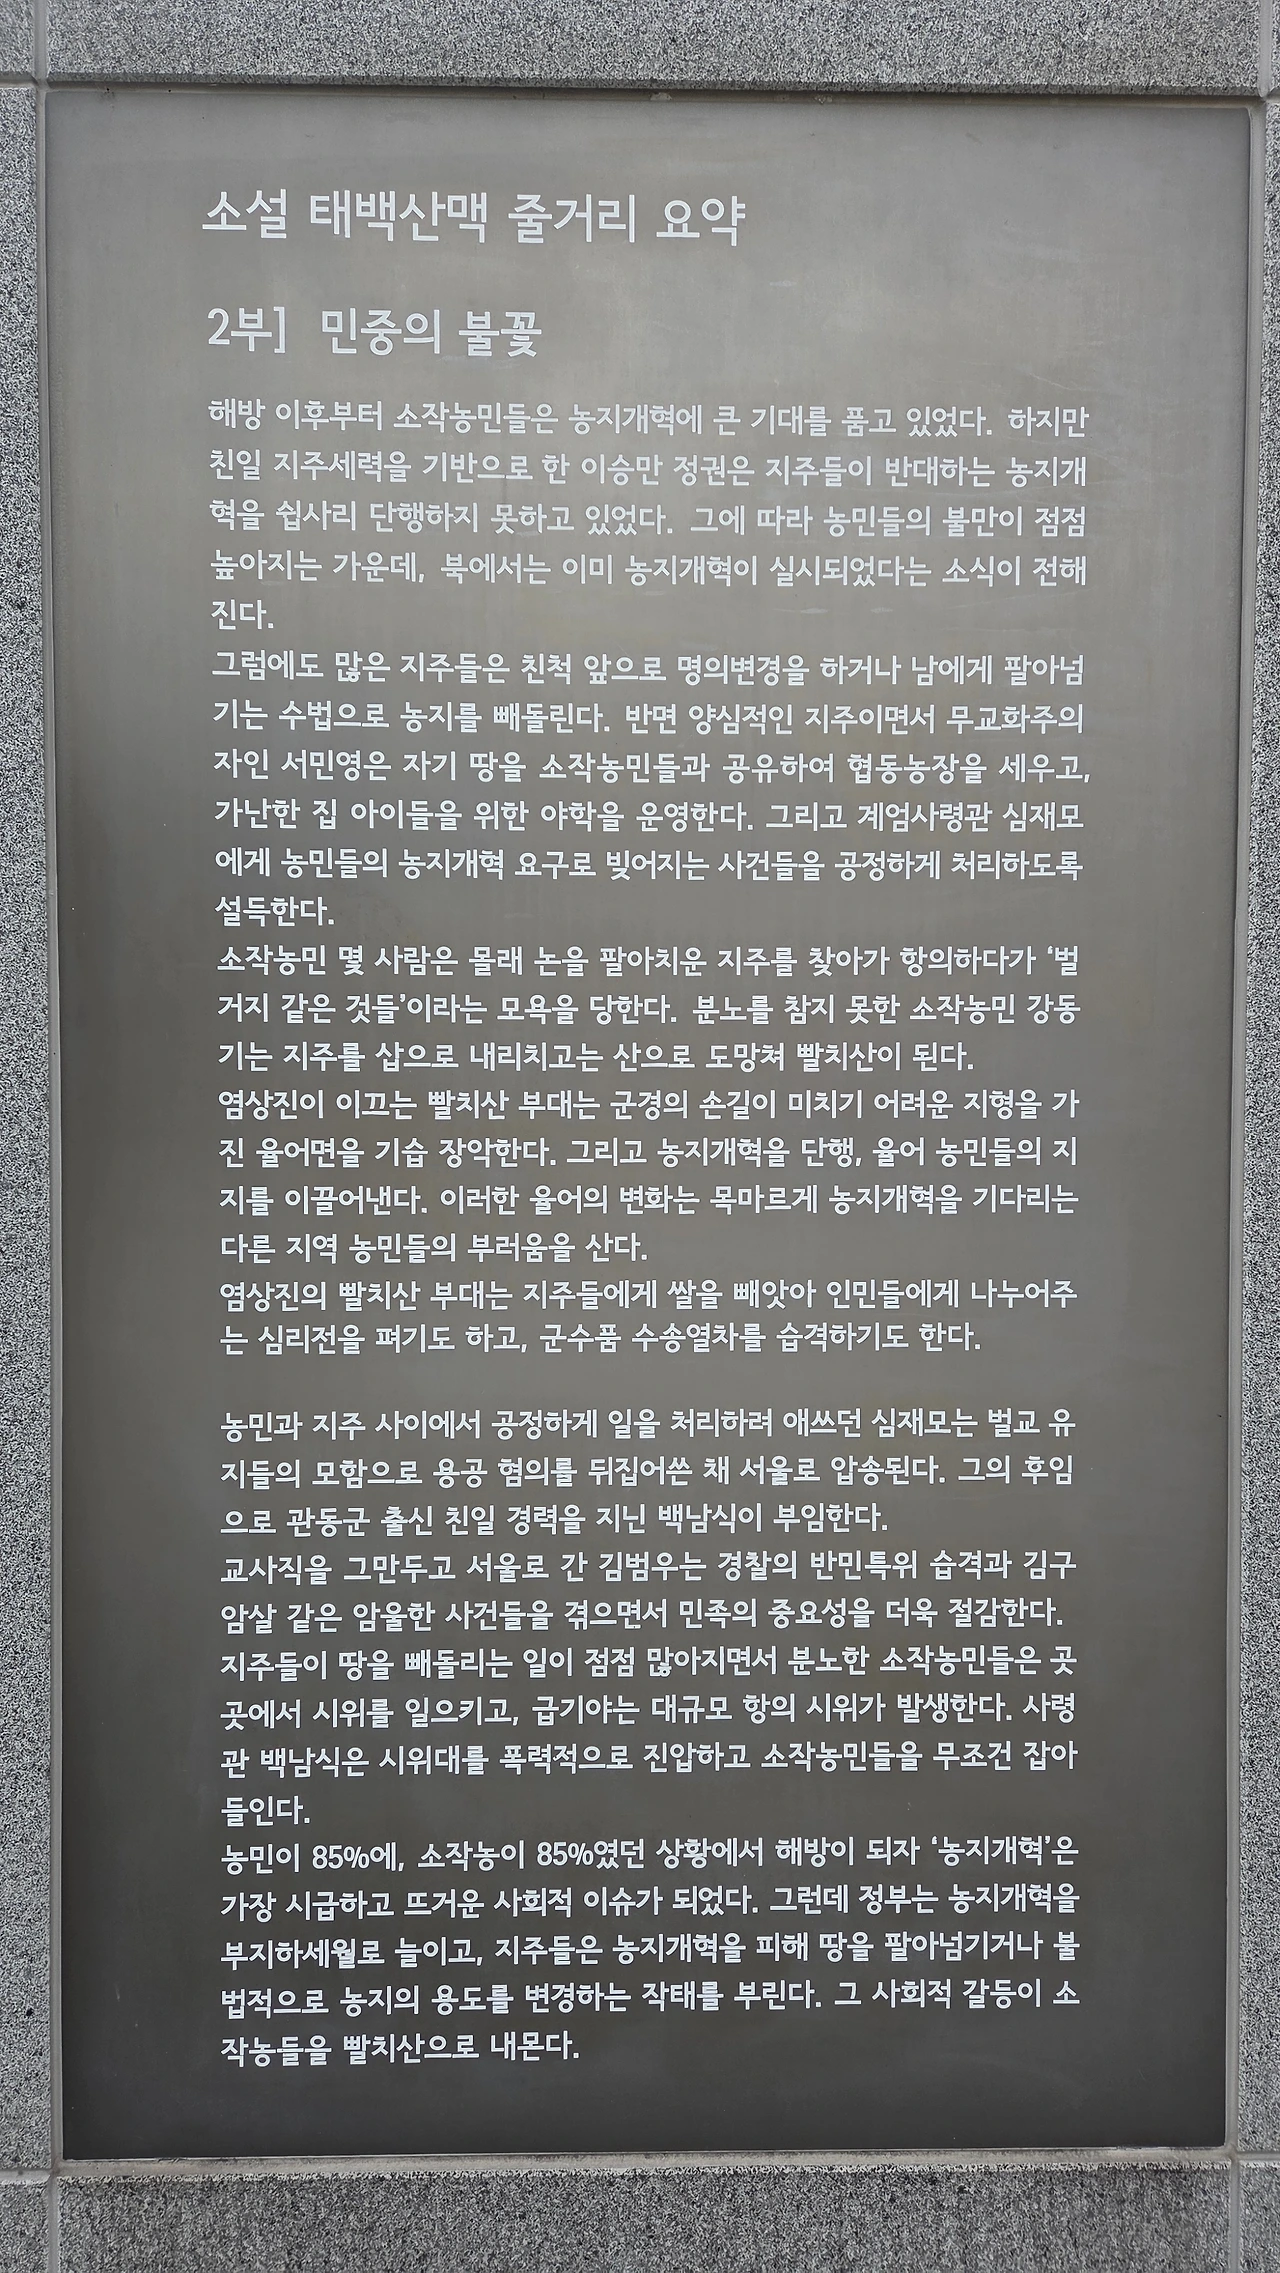 소설 태백산맥 줄거리 요약
2부] 민중의 불꽃
해방 이후부터 소작농민들은 농지개혁에 큰 기대를 품고 있었다. 하지만
친일 지주세력을 기반으로 한 이승만 정권은 지주들이 반대하는 농지개
혁을 쉽사리 단행하지 못하고 있었다. 그에 따라 농민들의 불만이 점점
높아지는 가운데, 북에서는 이미 농지개혁이 실시되었다는 소식이 전해
진다.
그럼에도 많은 지주들은 친척 앞으로 명의변경을 하거나 남에게 팔아넘
기는 수법으로 농지를 빼돌린다. 반면 양심적인 지주이면서 무교화주의
자인 서민영은 자기 땅을 소작농민들과 공유하여 협동농장을 세우고,
가난한 집 아이들을 위한 야학을 운영한다. 그리고 계엄사령관 심재모
에게 농민들의 농지개혁 요구로 빚어지는 사건들을 공정하게 처리하도록
설득한다.
소작농민 몇 사람은 몰래 논을 팔아치운 지주를 찾아가 항의하다가 ‘벌
거지 같은 것들’이라는 모욕을 당한다. 분노를 참지 못한 소작농민 강동
기는 지주를 삽으로 내리치고는 산으로 도망쳐 빨치산이 된다.
염상진이 이끄는 빨치산 부대는 군경의 손길이 미치기 어려운 지형을 가
진 율어면을 기습 장악한다. 그리고 농지개혁을 단행, 율어 농민들의 지
지를 이끌어낸다. 이러한 율어의 변화는 목마르게 농지개혁을 기다리는
다른 지역 농민들의 부러움을 산다.
염상진의 빨치산 부대는 지주들에게 쌀을 빼앗아 인민들에게 나누어주
는 심리전을 펴기도 하고, 군수품 수송열차를 습격하기도 한다.
농민과 지주 사이에서 공정하게 일을 처리하려 애쓰던 심재모는 벌교 유
지들의 모함으로 용공 혐의를 뒤집어쓴 채 서울로 압송된다. 그의 후임
으로 관동군 출신 친일 경력을 지닌 백남식이 부임한다.
교사직을 그만두고 서울로 간 김범우는 경찰의 반민특위 습격과 김구
암살 같은 암울한 사건들을 겪으면서 민족의 중요성을 더욱 절감한다.
지주들이 땅을 빼돌리는 일이 점점 많아지면서 분노한 소작농민들은 곳
곳에서 시위를 일으키고, 급기야는 대규모 항의 시위가 발생한다. 사령
관 백남식은 시위대를 폭력적으로 진압하고 소작농민들을 무조건 잡아
들인다.
농민이 85%에, 소작농이 85%였던 상황에서 해방이 되자 ‘농지개혁’은
가장 시급하고 뜨거운 사회적 이슈가 되었다. 그런데 정부는 농지개혁을
부지하세월로 늘이고, 지주들은 농지개혁을 피해 땅을 팔아넘기거나 불
법적으로 농지의 용도를 변경하는 작태를 부린다. 그 사회적 갈등이 소
작농들을 빨치산으로 내몬다.